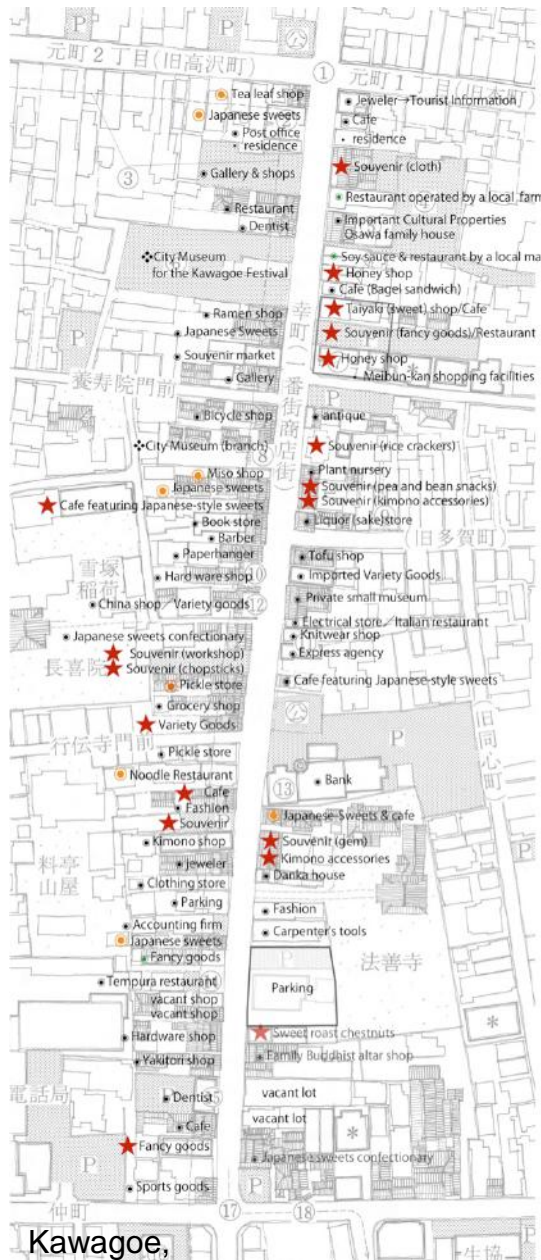 元町2丁目(旧高沢町)
公
1
元町1
Tea leaf shop
Japanese sweets
Post office
residence
3
Gallery & shops
Restaurant
Dentist
City Museum
for the Kawagoe Festival
Ramen shop
Japanese Sweets
Souvenir market
Gallery
養寿院門前
Bicycle shop
City Museum (branch)
8
Miso shop
Japanese sweets
Cafe featuring Japanese-style sweets
Book store
Barber
Paperhanger
雪塚
稲荷
Hard ware shop
10
China shop/Variety goods
12
Japanese sweets confectionary
Souvenir (workshop)
長喜院
Souvenir (chopsticks)
Pickle store
Grocery shop
Variety Goods
行伝寺門前
Pickle store
Noodle Restaurant
Cafe
Fashion
Souvenir
Kimono shop
料亭
山屋
jeweler
Clothing store
Parking
Accounting firm
Japanese sweets
Fancy goods
Tempura restaurant
vacant shop
vacant shop
Hardware shop
Yakitori shop
電話局
Dentist
Cafe
Fancy goods
P
Sports goods
仲町
17
Kawagoe,
Jeweler→Tourist Information
Cafe
residence
Souvenir (cloth)
4
Restaurant operated by a local farm
Important Cultural Properties
Osawa family house
Soy sauce & restaurant by a local ma
Honey shop
Cafe (Bagel sandwich)
Taiyaki (sweet) shop/Cafe
Souvenir (fancy goods)/Restaurant
Honey shop
*
Meibun-kan shopping facilities
幸町(一番街商店街)
antique
Souvenir (rice crackers)
Plant nursery
Souvenir (pea and bean snacks)
Souvenir (kimono accessories)
Liquor (sake)store
(旧多賀町)
Tofu shop
Imported Variety Goods
Private small museum
Electrical store/Italian restaurant
Knitwear shop
Express agency
Cafe featuring Japanese-style sweets
公
P
旧同心町
Bank
13
Japanese Sweets & cafe
Souvenir (gem)
Kimono accessories
Danka house
Fashion
Carpenter's tools
法善寺
Parking
*
Sweet roast chestnuts
Family Buddhist altar shop
vacant lot
vacant lot
*
Japanese sweets confectionary
P
18
P
生協